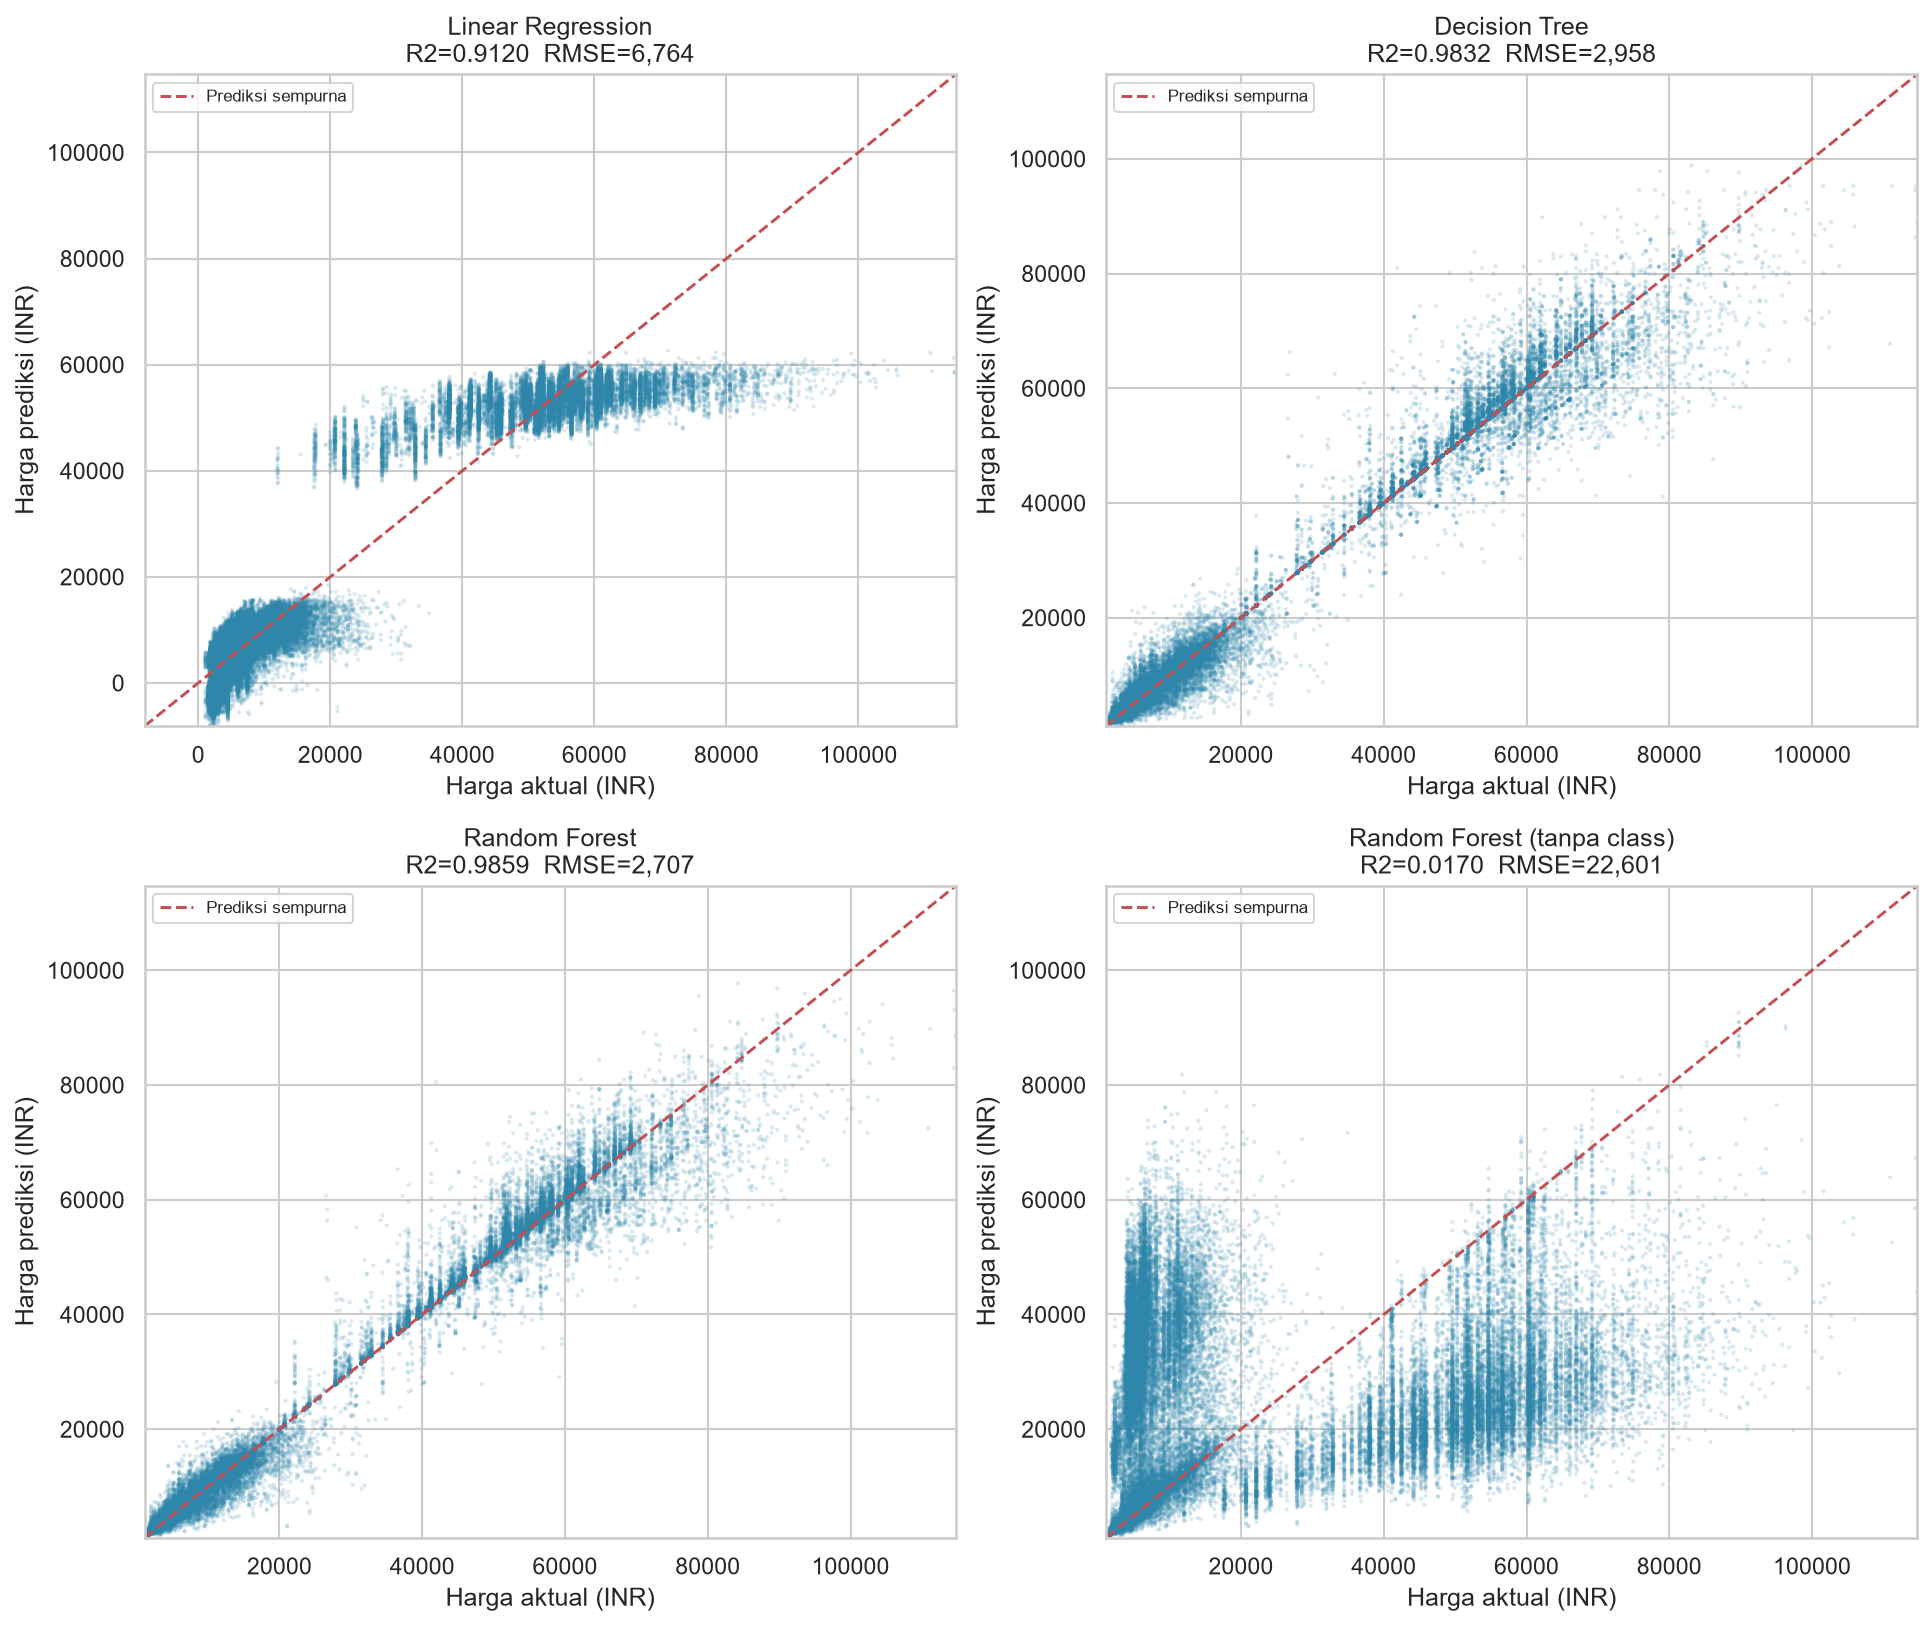 Linear Regression
R2=0.9120  RMSE=6,764
Prediksi sempurna
100000
80000
60000
40000
20000
0
Harga prediksi (INR)
0 20000 40000 60000 80000 100000
Harga aktual (INR)
Decision Tree
R2=0.9832  RMSE=2,958
Prediksi sempurna
100000
80000
60000
40000
20000
Harga prediksi (INR)
20000 40000 60000 80000 100000
Harga aktual (INR)
Random Forest
R2=0.9859  RMSE=2,707
Prediksi sempurna
100000
80000
60000
40000
20000
Harga prediksi (INR)
20000 40000 60000 80000 100000
Harga aktual (INR)
Random Forest (tanpa class)
R2=0.0170  RMSE=22,601
Prediksi sempurna
100000
80000
60000
40000
20000
Harga prediksi (INR)
20000 40000 60000 80000 100000
Harga aktual (INR)